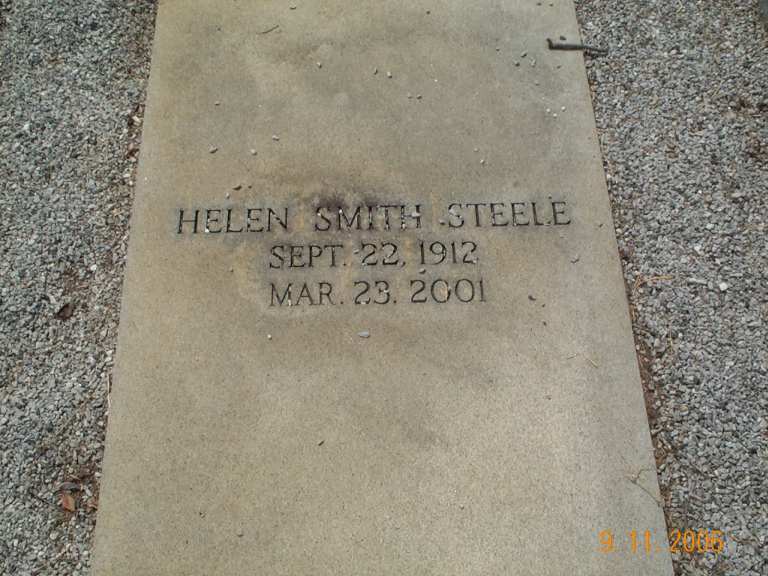 HELEN SMITH STEELE
SEPT. 22, 1912
MAR. 23, 2001
9. 11. 2006